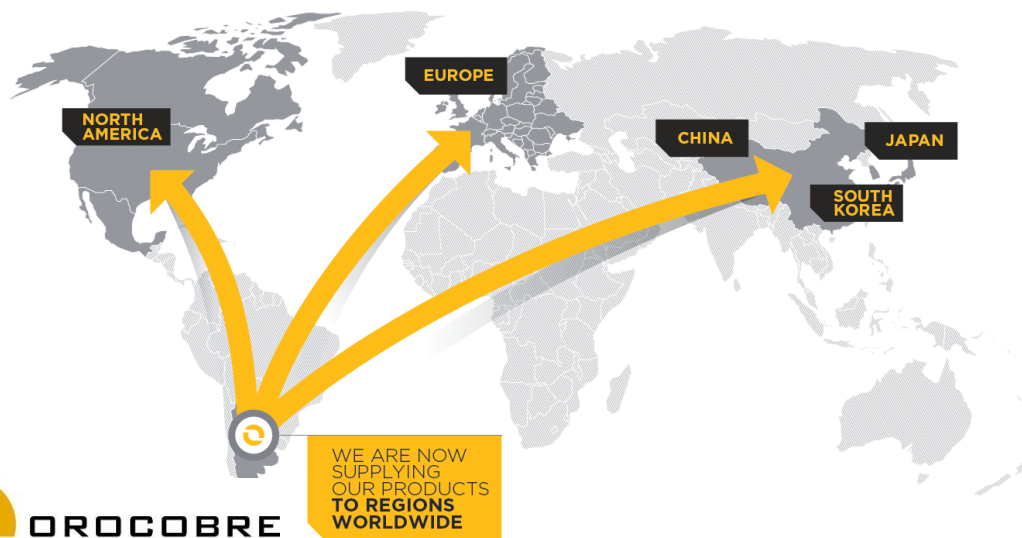 EUROPE
NORTH
AMERICA
CHINA
JAPAN
SOUTH
KOREA
WE ARE NOW
SUPPLYING
OUR PRODUCTS
TO REGIONS
WORLDWIDE
OROCOBRE